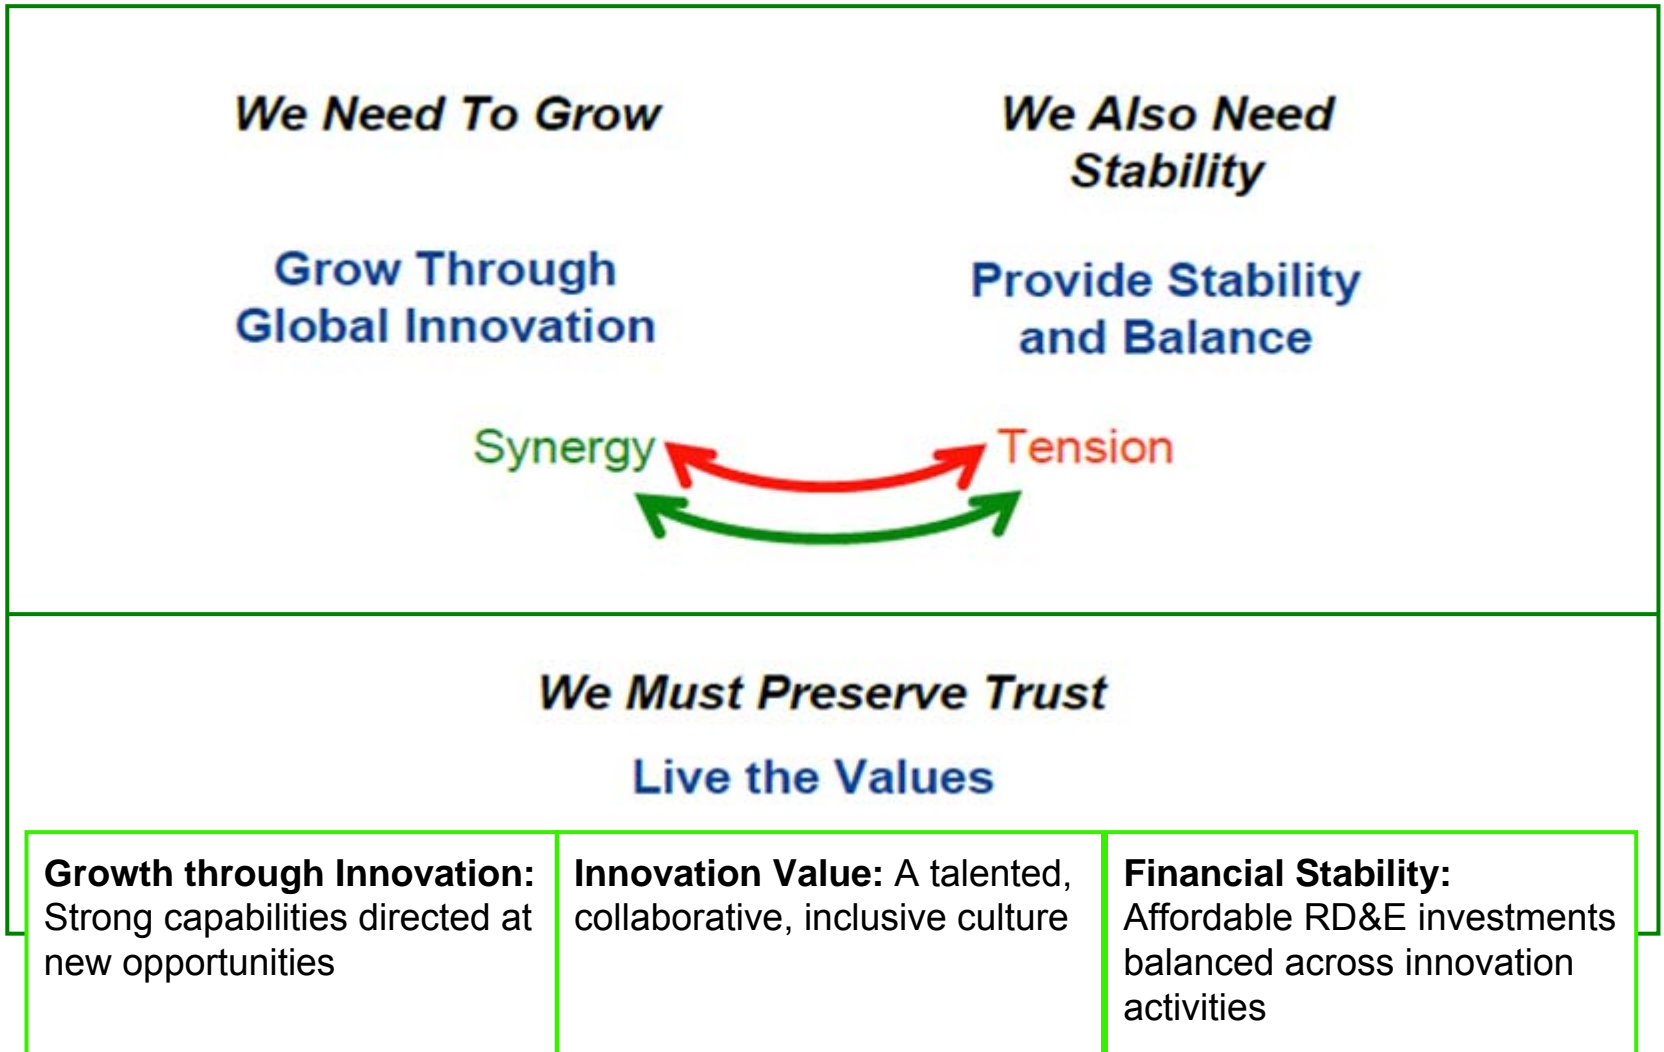 We Need To Grow
Grow Through
Global Innovation
We Also Need
Stability
Provide Stability
and Balance
Synergy
Tension
We Must Preserve Trust
Live the Values
Growth through Innovation:
Strong capabilities directed at
new opportunities
Innovation Value: A talented,
collaborative, inclusive culture
Financial Stability:
Affordable RD&E investments
balanced across innovation
activities